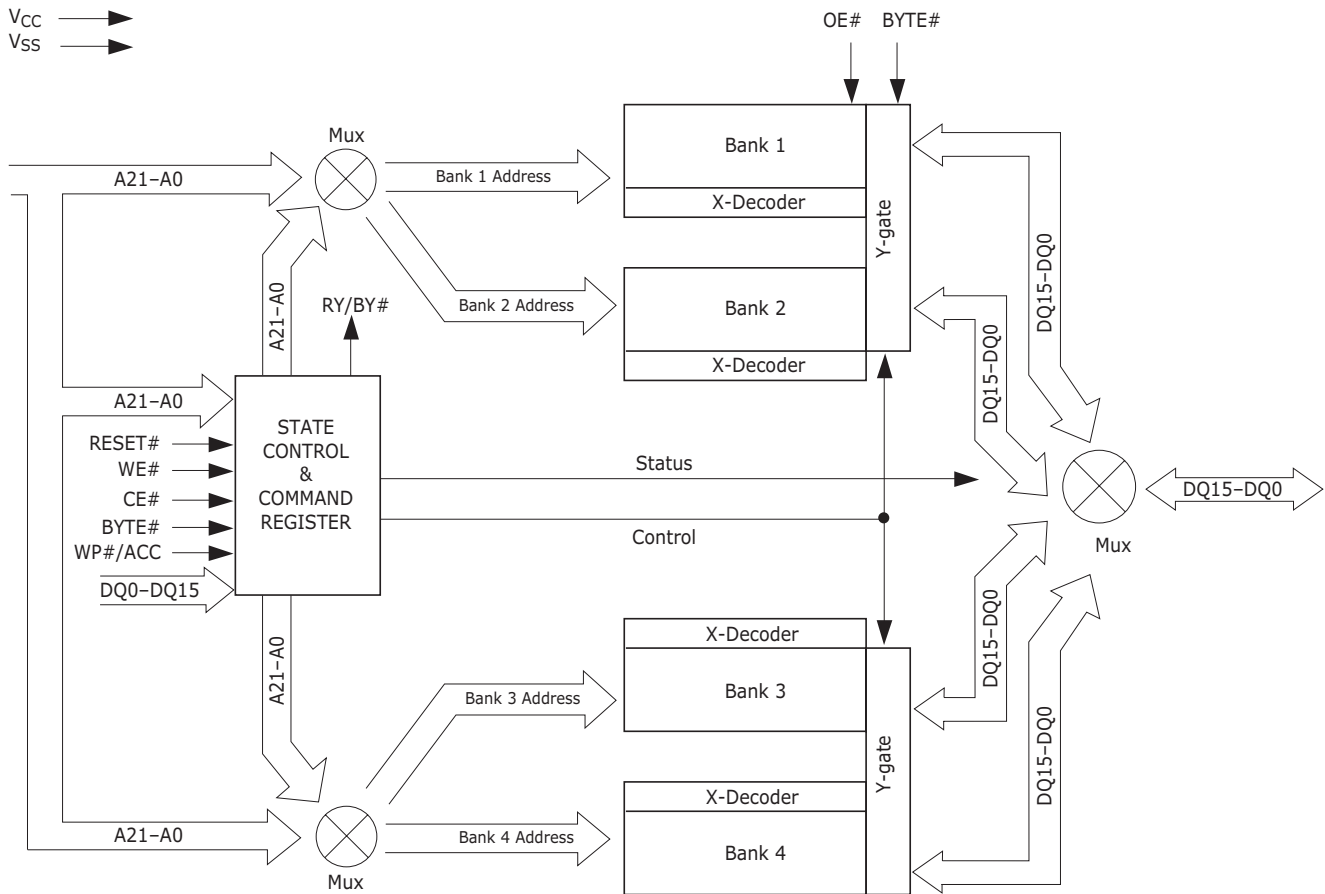 VCC
VSS
OE#
BYTE#
Mux
A21–A0
Bank 1 Address
Bank 1
X-Decoder
Y-gate
DQ15–DQ0
A21–A0
RY/BY#
Bank 2 Address
Bank 2
X-Decoder
DQ15–DQ0
A21–A0
RESET#
WE#
CE#
BYTE#
WP#/ACC
DQ0–DQ15
STATE
CONTROL
&
COMMAND
REGISTER
Status
Control
DQ15–DQ0
Mux
A21–A0
X-Decoder
Bank 3
Bank 3 Address
DQ15–DQ0
Y-gate
DQ15–DQ0
X-Decoder
Bank 4
Bank 4 Address
A21–A0
Mux